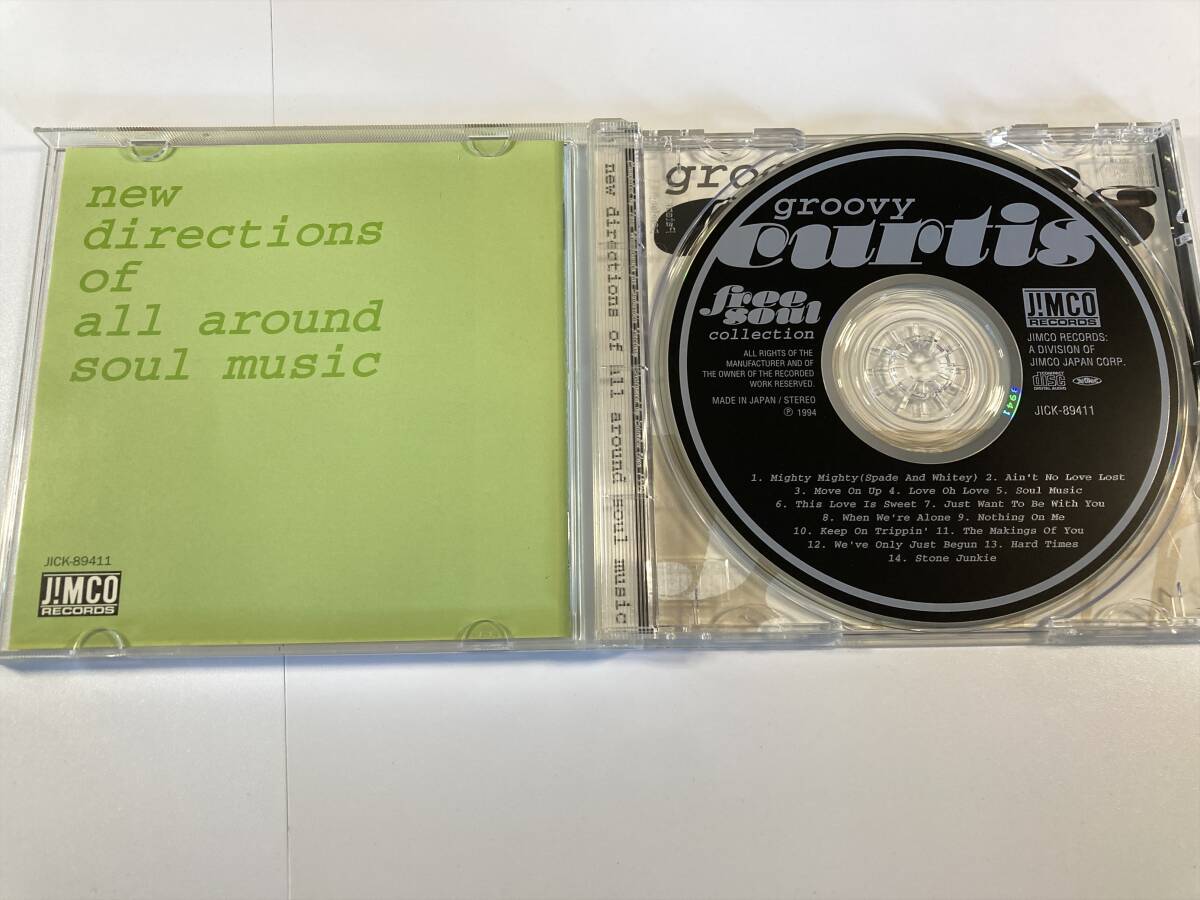 new
directions
of
all around
soul music
JICK-89411
J!MCO
RECORDS
new directions of all around soul music
groovy
curtis
free
soul
collection
ALL RIGHTS OF THE
MANUFACTURER AND OF
THE OWNER OF THE RECORDED
WORK RESERVED.
MADE IN JAPAN / STEREO
℗ 1994
J!MCO
RECORDS
JIMCO RECORDS:
A DIVISION OF
JIMCO JAPAN CORP.
COMPACT
disc
DIGITAL AUDIO
JICK-89411
1. Mighty Mighty(Spade And Whitey) 2. Ain't No Love Lost
3. Move On Up 4. Love Oh Love 5. Soul Music
6. This Love Is Sweet 7. Just Want To Be With You
8. When We're Alone 9. Nothing On Me
10. Keep On Trippin' 11. The Makings Of You
12. We've Only Just Begun 13. Hard Times
14. Stone Junkie